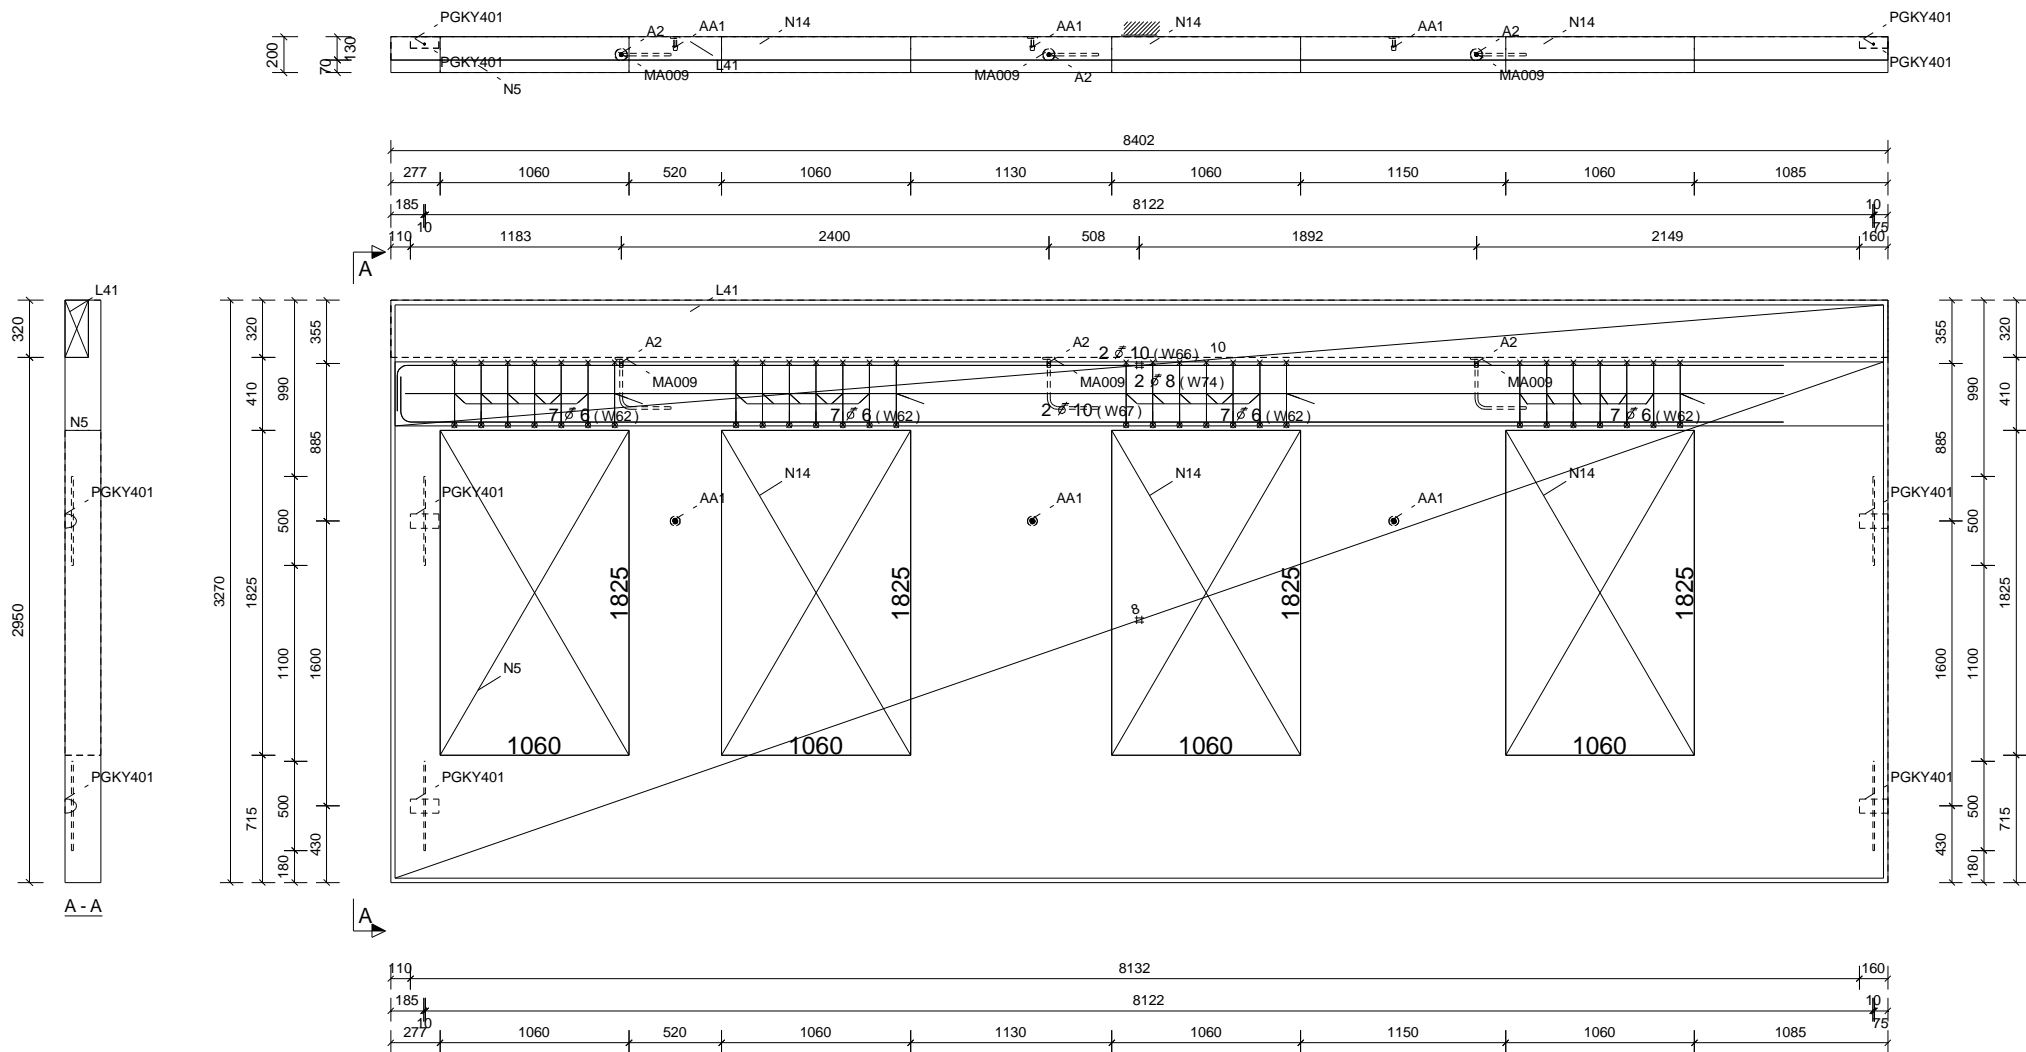 PGKY401 A2 AA1 N14 AA1 N14 AA1 A2 N14 PGKY401
200 130 70 PGKY401 L41 MA009 MA009 A2 MA009 PGKY401
N5
8402
277 1060 520 1060 1130 1060 1150 1060 1085
185 8122 10
10 75
110 1183 2400 508 1892 2149 160
A
L41 L41
320 320 355 355 320
A2 A2 2 ⌀ 10 (W66) 10 A2
MA009 MA009 2 ⌀ 8 (W74) MA009
410 990 990 410
N5 7 ⌀ 6 (W62) 7 ⌀ 6 (W62) 2 ⌀ 10 (W67) 7 ⌀ 6 (W62) 7 ⌀ 6 (W62)
885 885
N14 N14 N14
PGKY401 PGKY401 AA1 AA1 AA1 PGKY401
500 500
2950 3270 1825 1825 1825 1825 1825 1825
8
1100 1600 N5 1600 1100
1060 1060 1060 1060
PGKY401 PGKY401 PGKY401
715 500 430 430 500 715
180 180
A - A A
110 8132 160
185 8122 10
10 75
277 1060 520 1060 1130 1060 1150 1060 1085